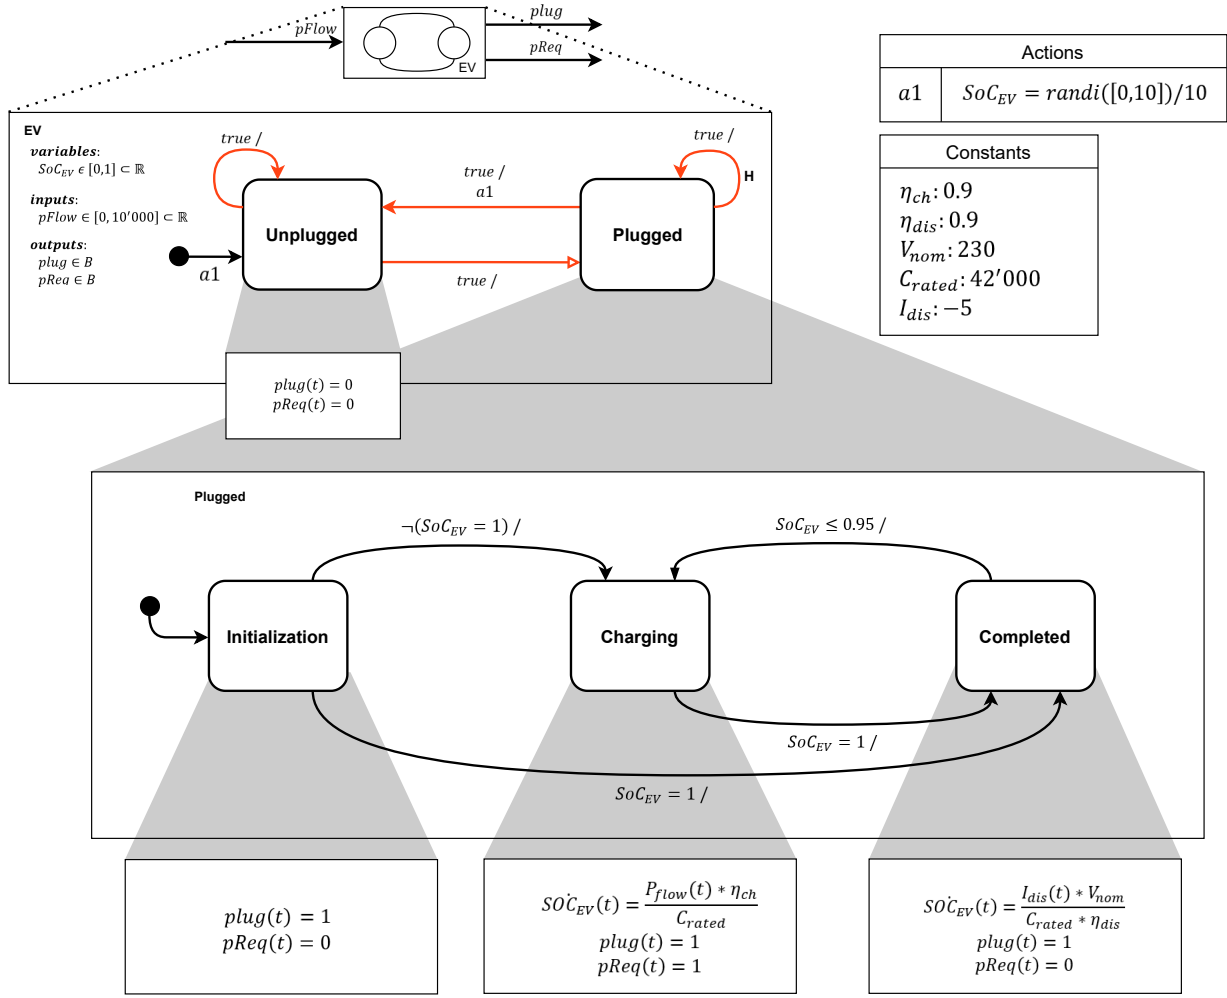 pFlow
plug
pReq
EV
Actions
a1
SoC_EV = randi([0,10])/10
Constants
η_ch: 0.9
η_dis: 0.9
V_nom: 230
C_rated: 42′000
I_dis: −5
EV
variables:
SoC_EV ϵ [0,1] ⊂ ℝ
inputs:
pFlow ∈ [0, 10′000] ⊂ ℝ
outputs:
plug ∈ B
pReq ∈ B
true /
true /
a1
true /
H
Unplugged
Plugged
a1
true /
plug(t) = 0
pReq(t) = 0
Plugged
¬(SoC_EV = 1) /
SoC_EV ≤ 0.95 /
Initialization
Charging
Completed
SoC_EV = 1 /
SoC_EV = 1 /
plug(t) = 1
pReq(t) = 0
SȮC_EV(t) = P_flow(t) ∗ η_ch / C_rated
plug(t) = 1
pReq(t) = 1
SȮC_EV(t) = I_dis(t) ∗ V_nom / C_rated ∗ η_dis
plug(t) = 1
pReq(t) = 0